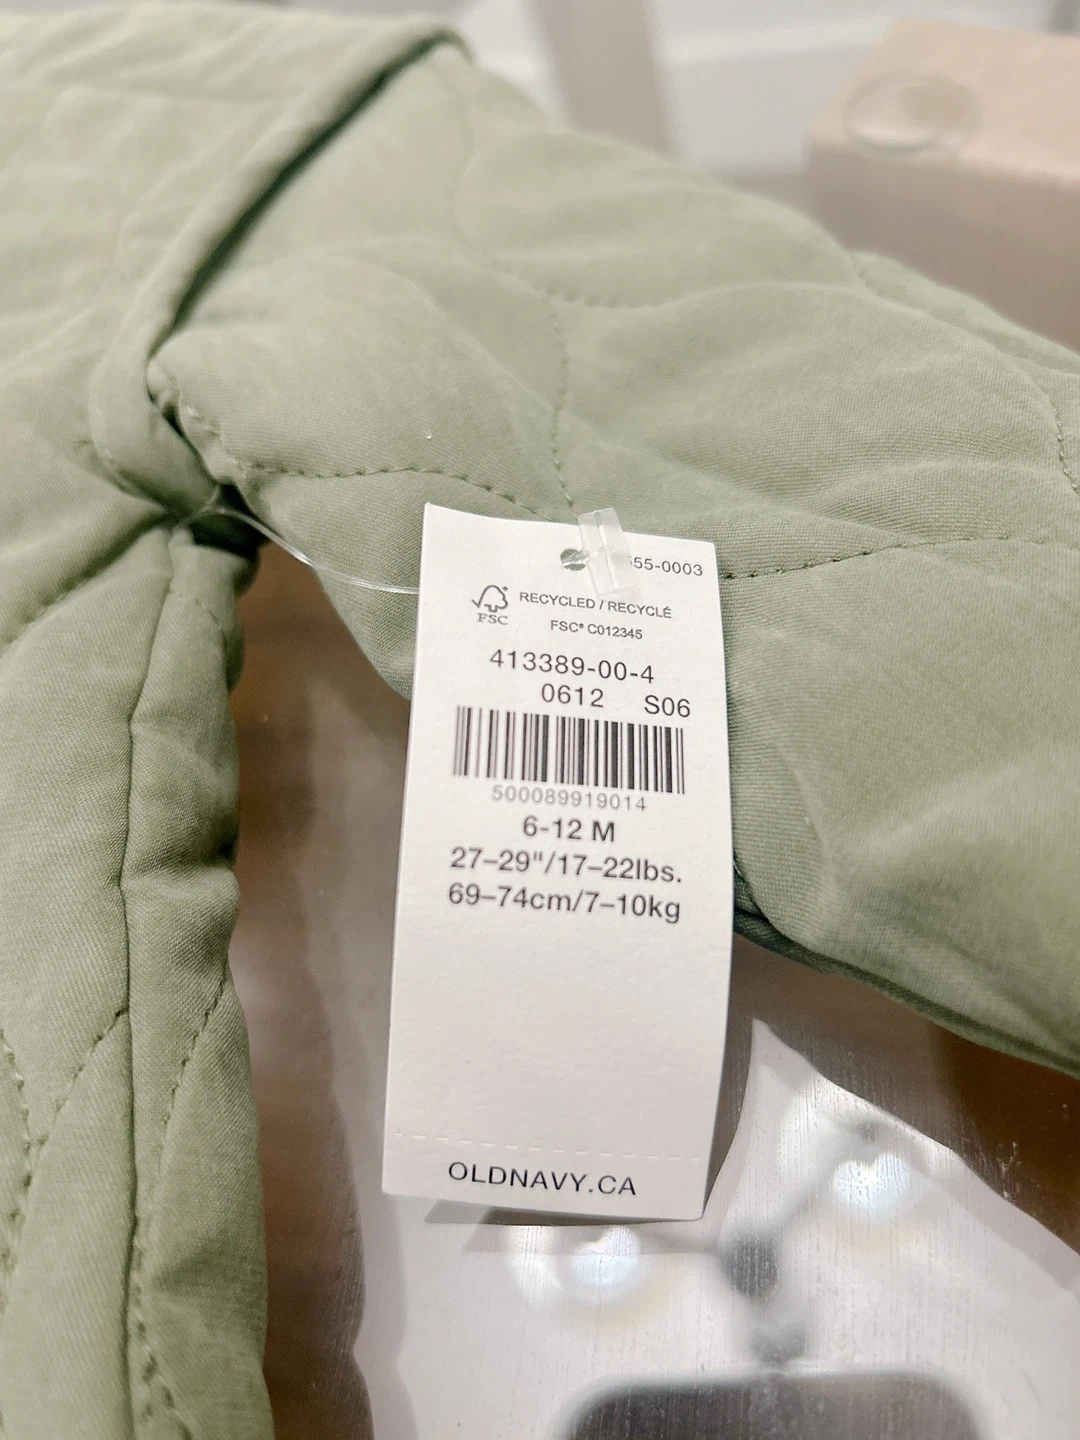 55-0003
RECYCLED / RECYCLÉ
FSC
FSC® C012345
413389-00-4
0612 S06
500089919014
6-12 M
27–29"/17–22lbs.
69–74cm/7–10kg
OLDNAVY.CA